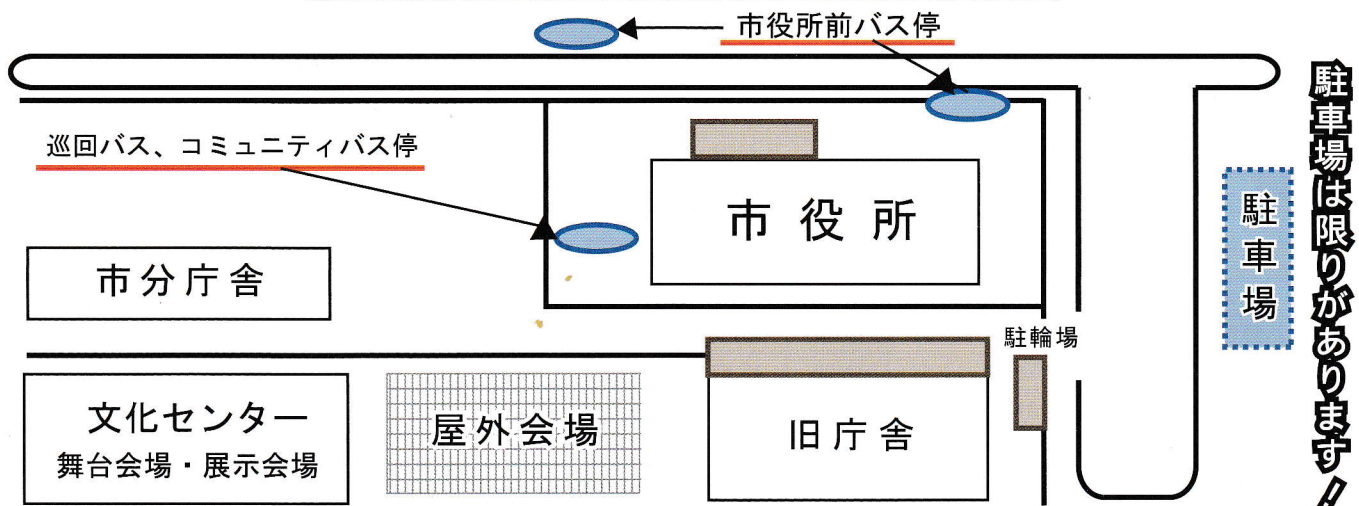 市役所前バス停
巡回バス、コミュニティバス停
市役所
市分庁舎
駐車場
駐輪場
文化センター
舞台会場・展示会場
屋外会場
旧庁舎
駐車場は限りがあります!